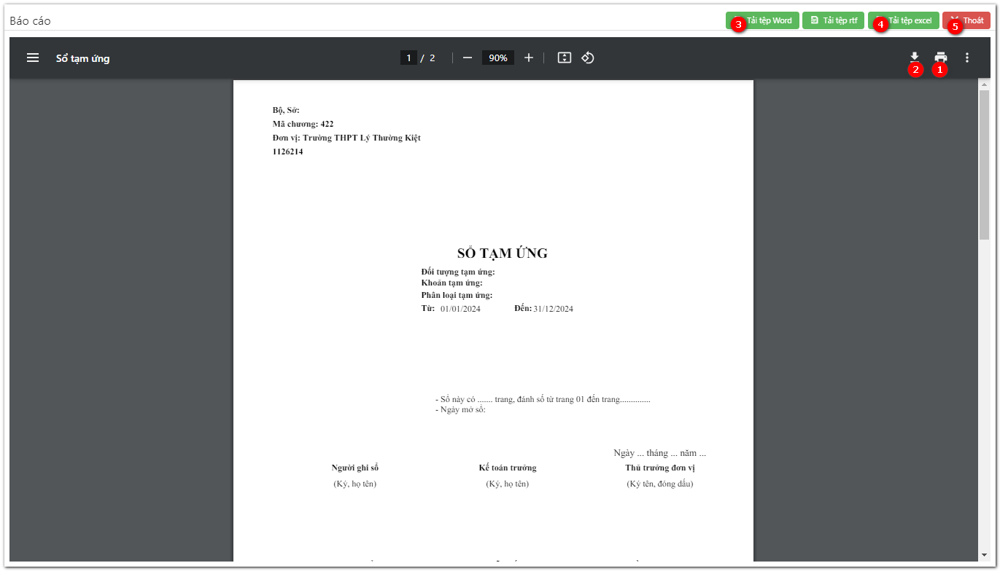 Báo cáo
3 Tải tệp Word
Tải tệp rtf
4 Tải tệp excel
5 Thoát
Sổ tạm ứng
1 / 2
90%
2
1
Bộ, Sở:
Mã chương: 422
Đơn vị: Trường THPT Lý Thường Kiệt
1126214
SỔ TẠM ỨNG
Đối tượng tạm ứng:
Khoản tạm ứng:
Phân loại tạm ứng:
Từ: 01/01/2024 Đến: 31/12/2024
- Sổ này có ....... trang, đánh số từ trang 01 đến trang..............
- Ngày mở sổ:
Ngày ... tháng ... năm ...
Người ghi sổ Kế toán trưởng Thủ trưởng đơn vị
(Ký, họ tên) (Ký, họ tên) (Ký tên, đóng dấu)